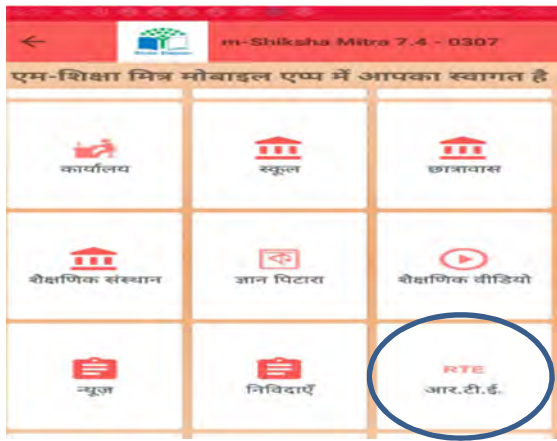 m-Shiksha Mitra 7.4 - 0307
एम-शिक्षा मित्र मोबाइल एप्प में आपका स्वागत है
कार्यालय
स्कूल
छात्रावास
शैक्षणिक संस्थान
ज्ञान पिटारा
शैक्षणिक वीडियो
न्यूज़
निविदाएँ
RTE
आर.टी.ई.